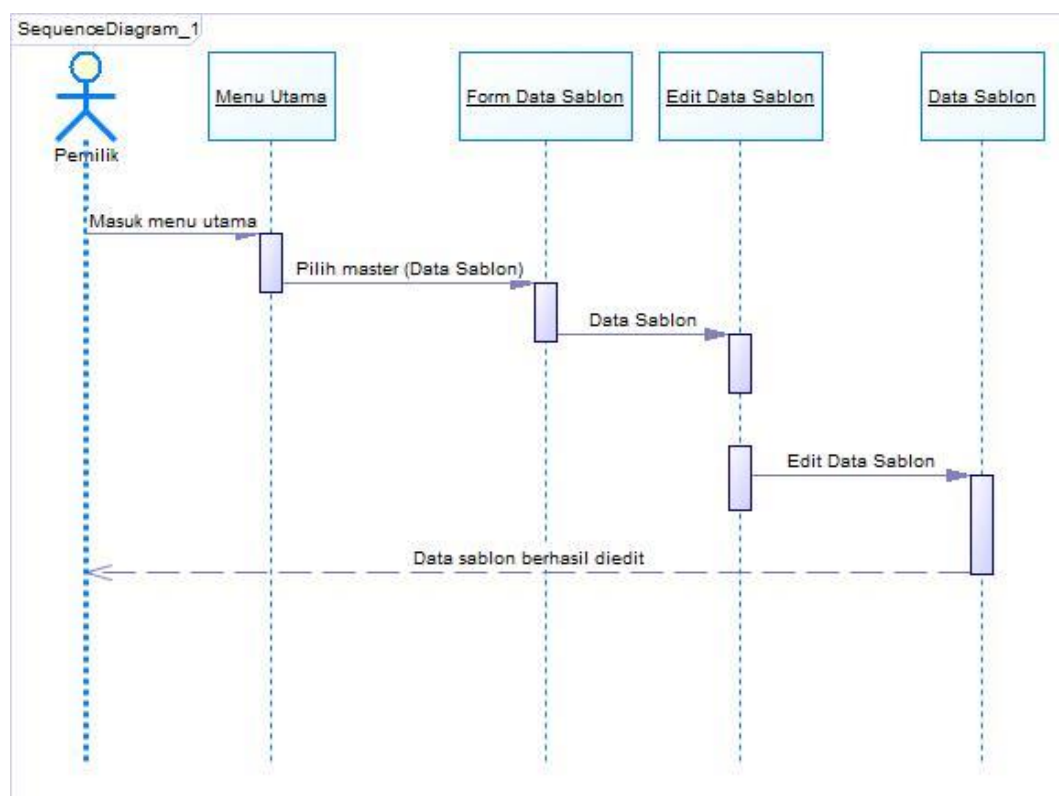 SequenceDiagram_1
Pemilik
Menu Utama
Form Data Sablon
Edit Data Sablon
Data Sablon
Masuk menu utama
Pilih master (Data Sablon)
Data Sablon
Edit Data Sablon
Data sablon berhasil diedit